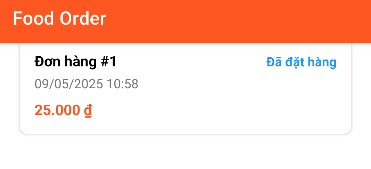 Food Order
Đơn hàng #1 Đã đặt hàng
09/05/2025 10:58
25.000 ₫